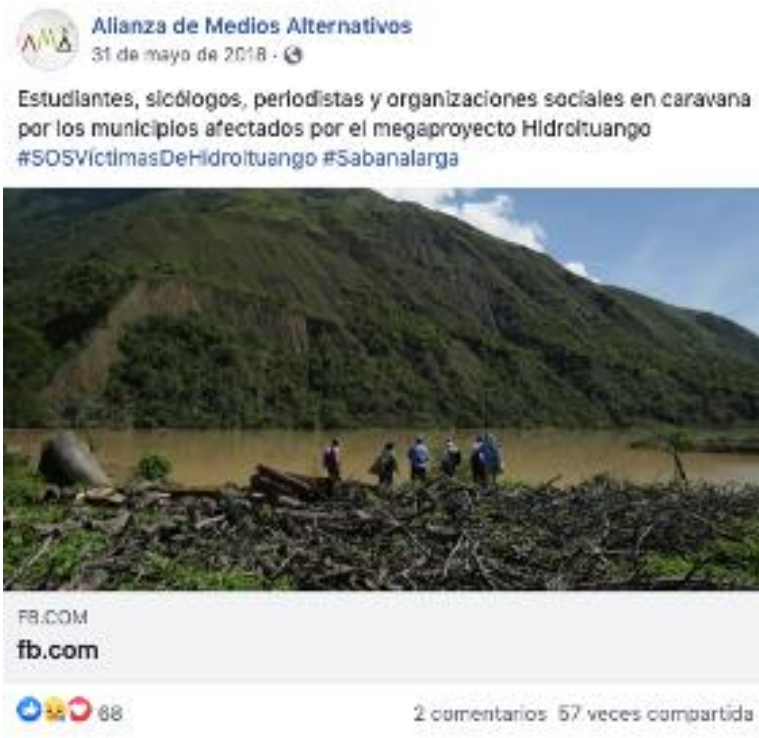 AMA
Alianza de Medios Alternativos
31 de mayo de 2018 ·
Estudiantes, sicólogos, periodistas y organizaciones sociales en caravana
por los municipios afectados por el megaproyecto Hidroituango
#SOSVíctimasDeHidroituango #Sabanalarga
FB.COM
fb.com
68
2 comentarios 57 veces compartida